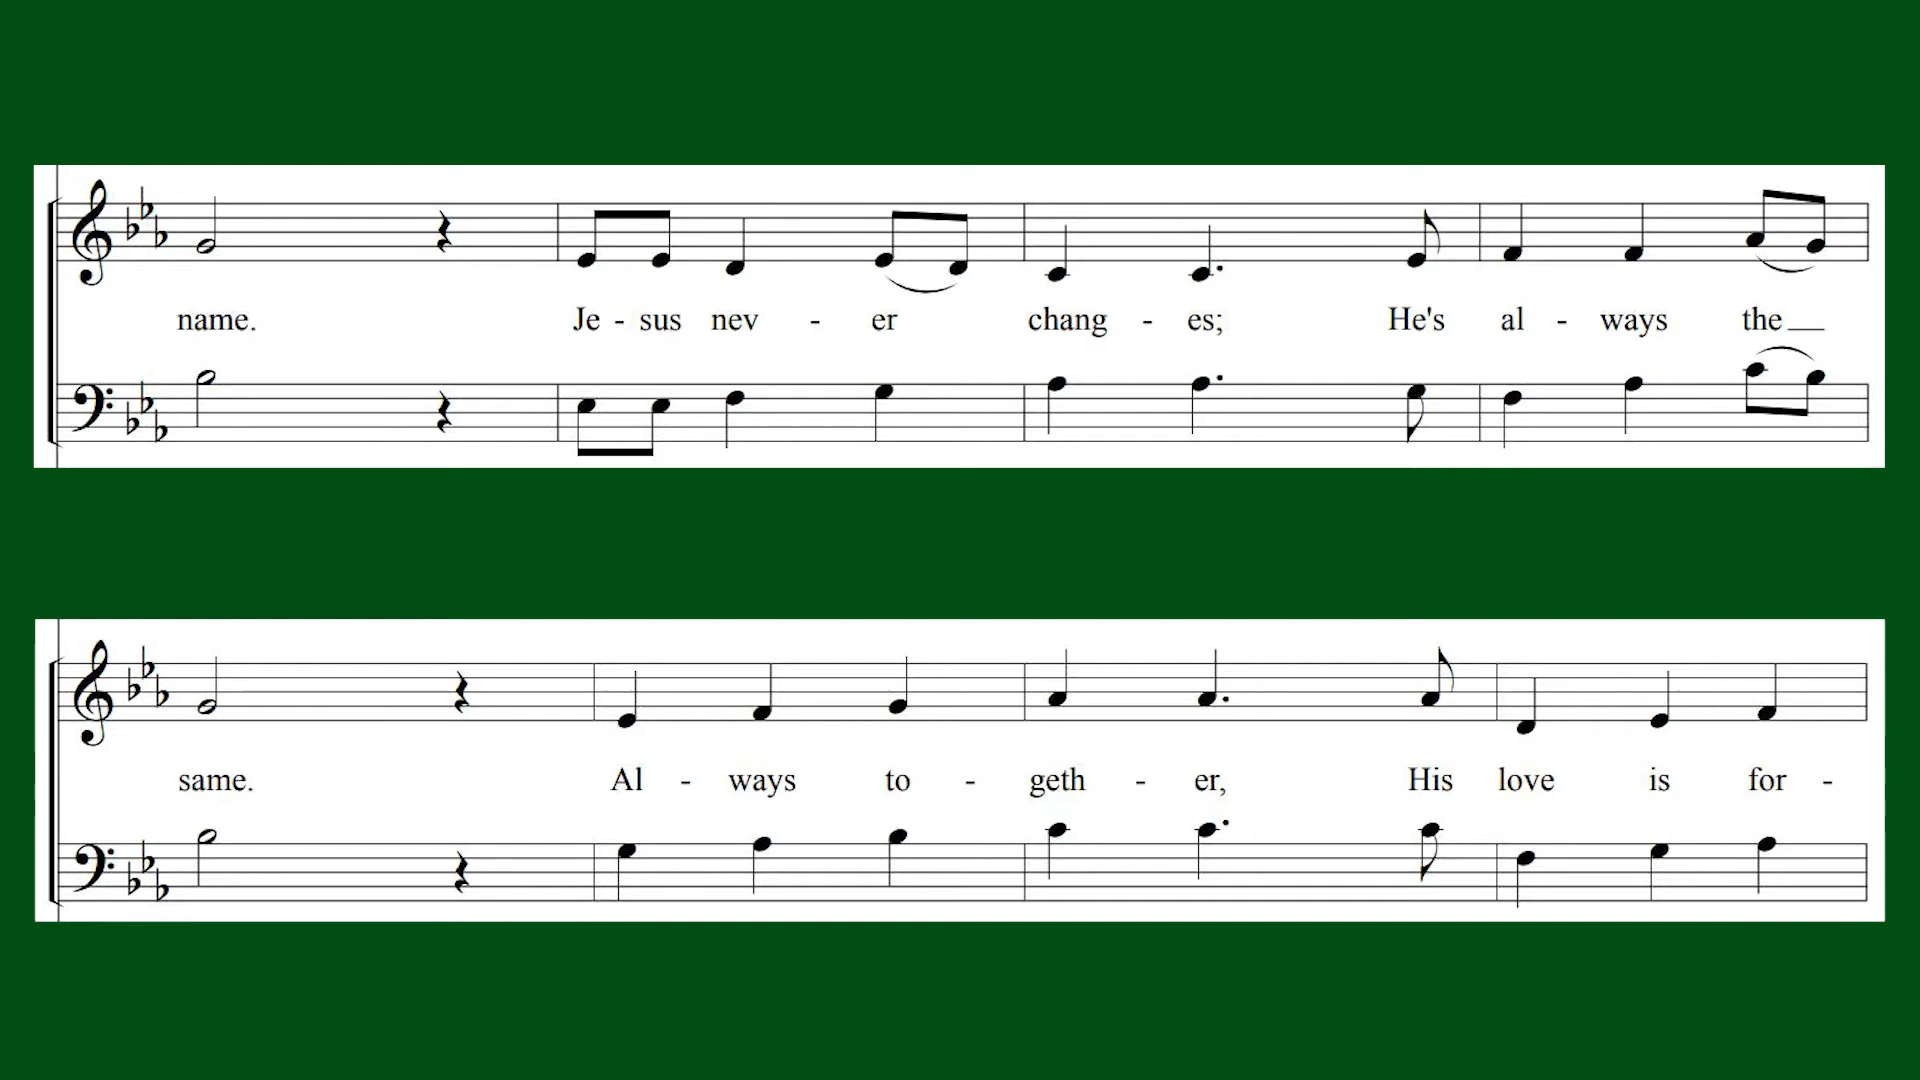 name. Je - sus nev - er chang - es; He's al - ways the
same. Al - ways to - geth - er, His love is for -